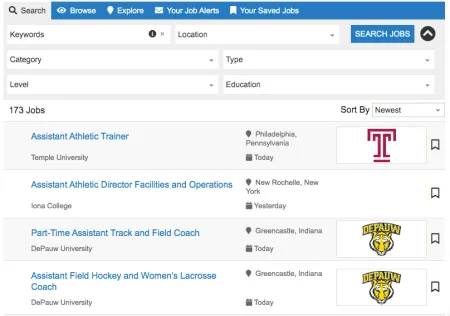 Search Browse Explore Your Job Alerts Your Saved Jobs
Keywords × Location SEARCH JOBS
Category Type
Level Education
173 Jobs Sort By Newest
Assistant Athletic Trainer
Philadelphia,
Pennsylvania
Temple University Today
Assistant Athletic Director Facilities and Operations
New Rochelle, New
York
Iona College Yesterday
Part-Time Assistant Track and Field Coach
Greencastle, Indiana
DEPAUW
DePauw University Today
Assistant Field Hockey and Women's Lacrosse
Coach
Greencastle, Indiana
DEPAUW
DePauw University Today